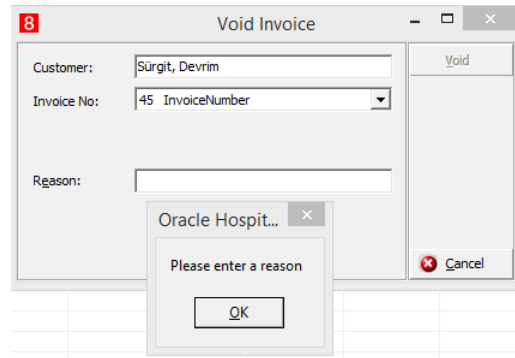 8 Void Invoice
Customer: Sürgit, Devrim
Void
Invoice No: 45 InvoiceNumber
Reason:
Oracle Hospit...
Please enter a reason
OK
Cancel